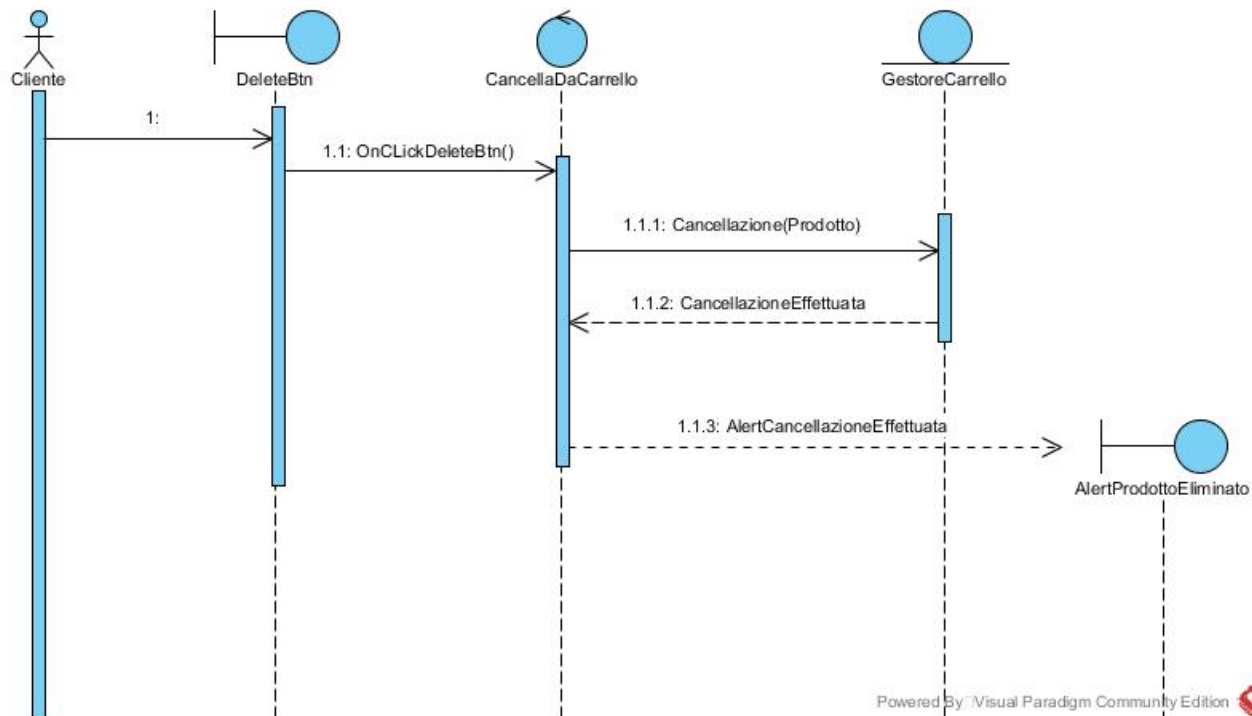 Cliente
DeleteBtn
CancellaDaCarrello
GestoreCarrello
1:
1.1: OnCLickDeleteBtn()
1.1.1: Cancellazione(Prodotto)
1.1.2: CancellazioneEffettuata
1.1.3: AlertCancellazioneEffettuata
AlertProdottoEliminato
Powered By Visual Paradigm Community Edition